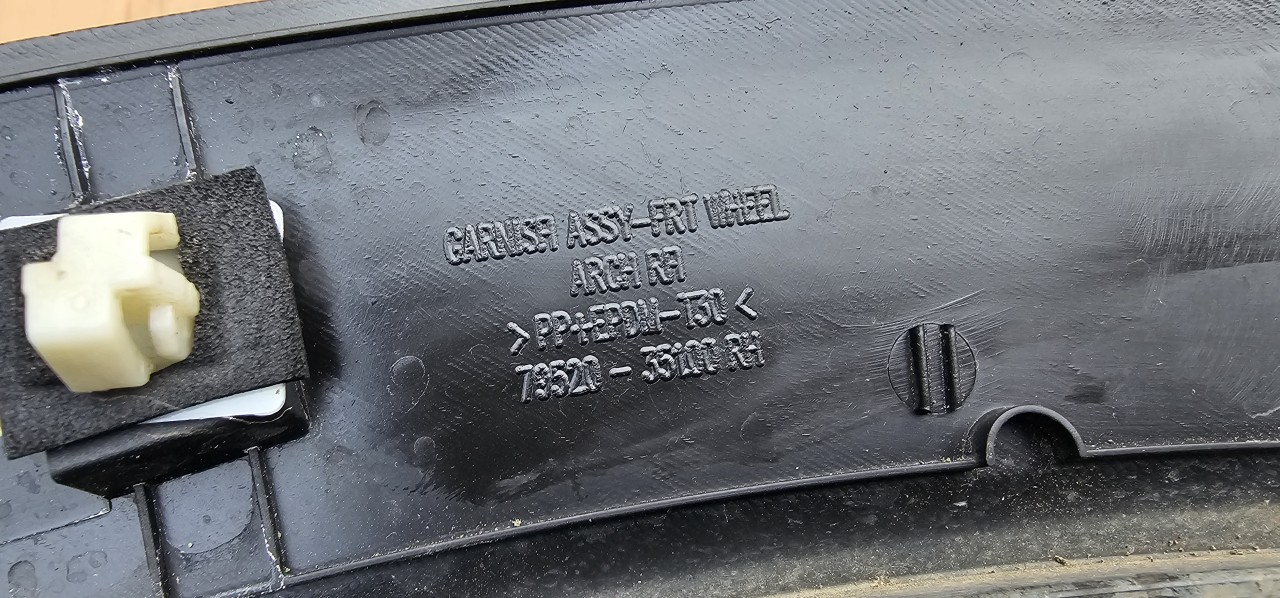 GARNISH ASSY-FRT WHEEL
ARCH RH
>PP+EPDM-T30<
79520 - 35100 RH